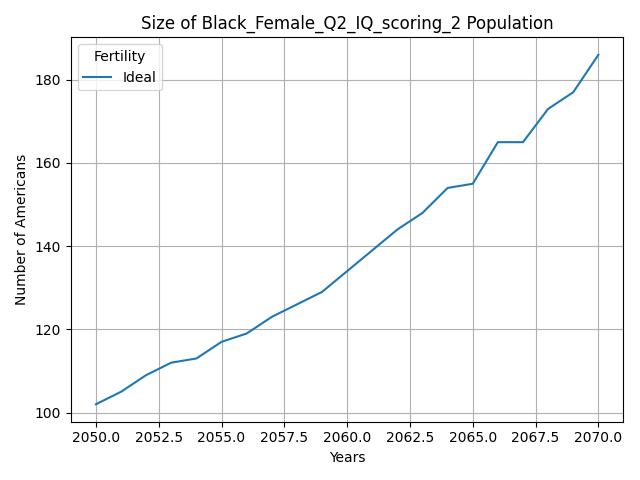 Size of Black_Female_Q2_IQ_scoring_2 Population
Fertility
Ideal
180
160
140
120
100
Number of Americans
2050.0 2052.5 2055.0 2057.5 2060.0 2062.5 2065.0 2067.5 2070.0
Years